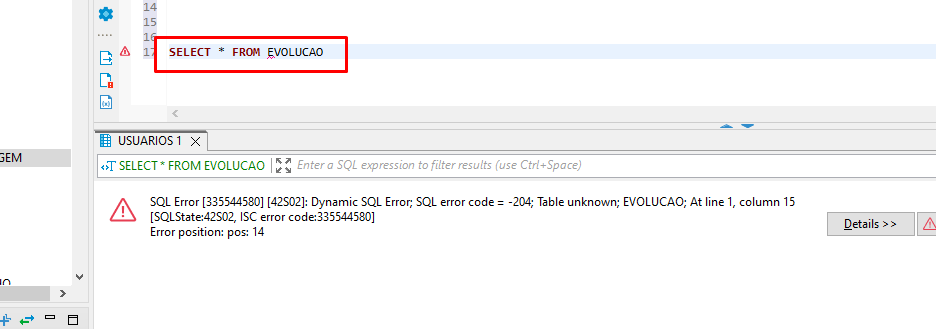 14
15
16
17 SELECT * FROM EVOLUCAO
GEM
USUARIOS 1
SELECT * FROM EVOLUCAO Enter a SQL expression to filter results (use Ctrl+Space)
SQL Error [335544580] [42S02]: Dynamic SQL Error; SQL error code = -204; Table unknown; EVOLUCAO; At line 1, column 15
[SQLState:42S02, ISC error code:335544580]
Error position: pos: 14
Details >>